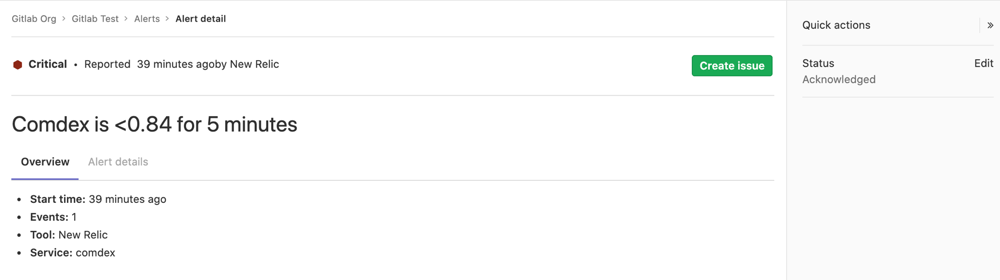 Gitlab Org > Gitlab Test > Alerts > Alert detail
Quick actions »
Critical • Reported 39 minutes agoby New Relic
Create issue
Status Edit
Acknowledged
Comdex is <0.84 for 5 minutes
Overview Alert details
• Start time: 39 minutes ago
• Events: 1
• Tool: New Relic
• Service: comdex